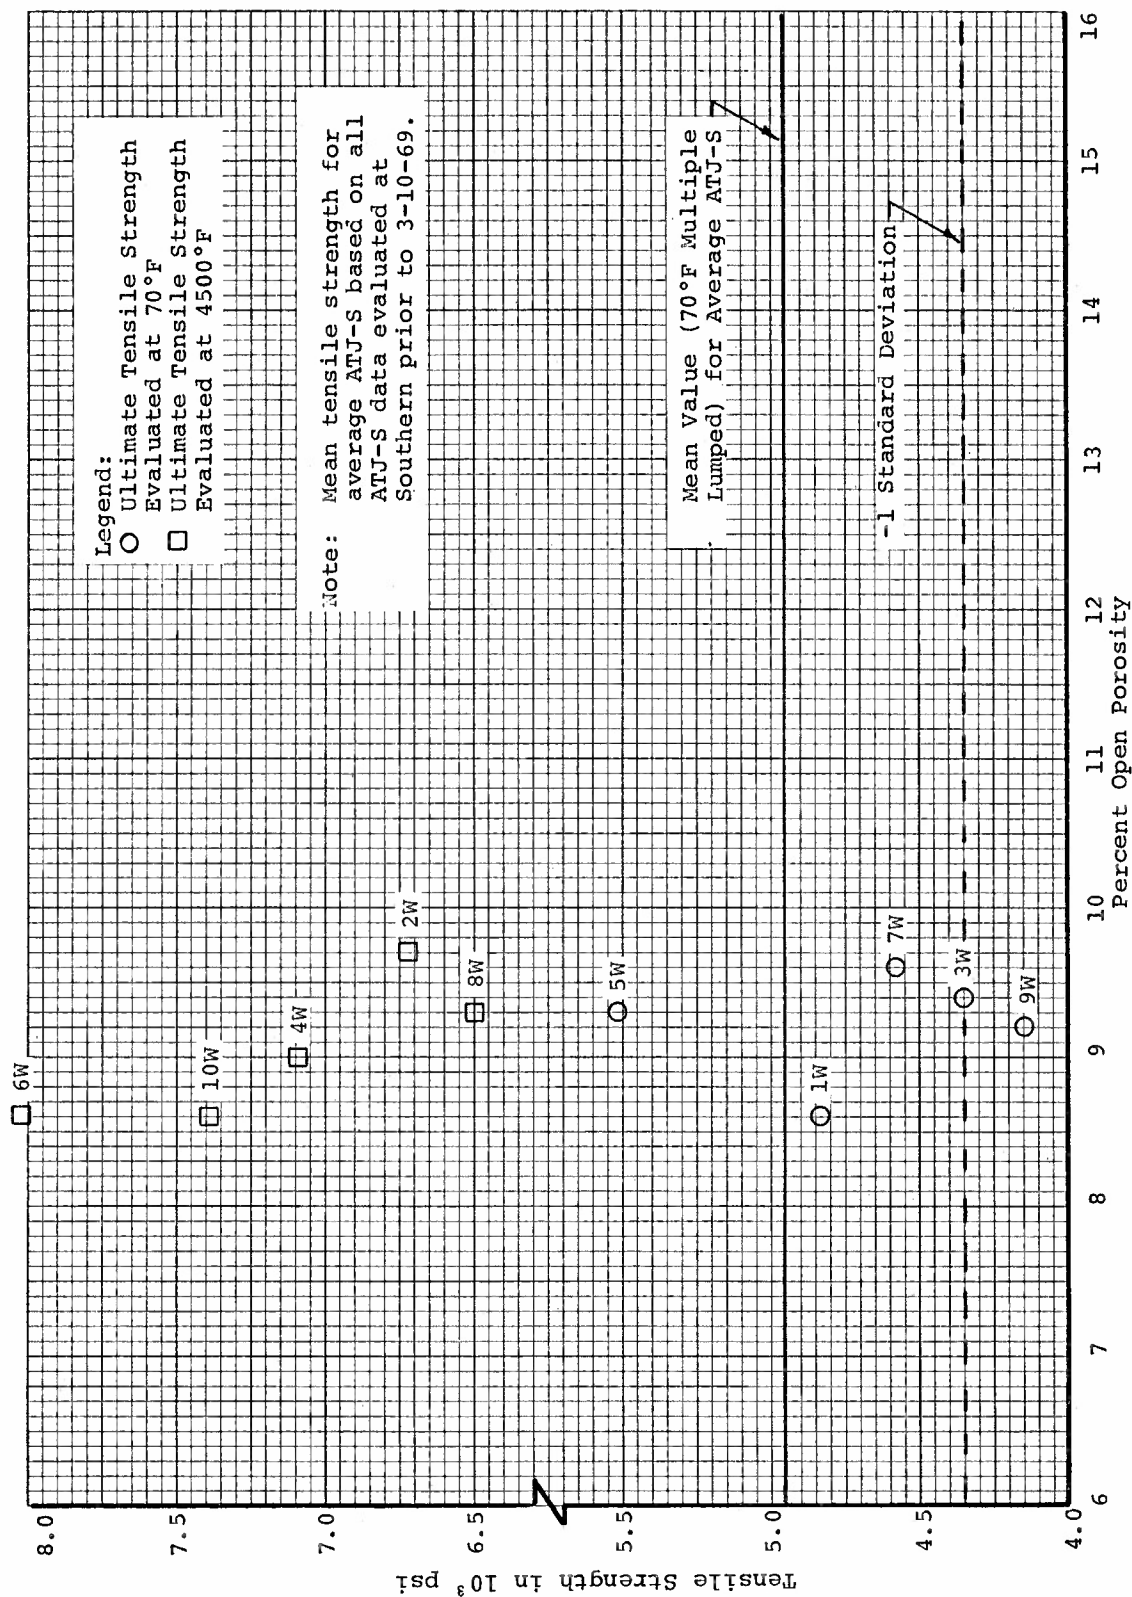 Legend:
Ultimate Tensile Strength
Evaluated at 70°F
Ultimate Tensile Strength
Evaluated at 4500°F
Note: Mean tensile strength for
average ATJ-S based on all
ATJ-S data evaluated at
Southern prior to 3-10-69.
Mean Value (70°F Multiple
Lumped) for Average ATJ-S
-1 Standard Deviation
6W
10W
4W
2W
8W
5W
1W
7W
3W
9W
Tensile Strength in 10³ psi
8.0
7.5
7.0
6.5
5.5
5.0
4.5
4.0
6 7 8 9 10 11 12 13 14 15 16
Percent Open Porosity